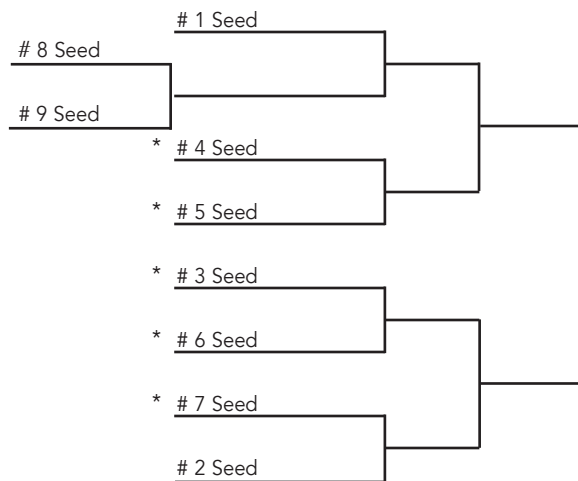 # 1 Seed
# 8 Seed
# 9 Seed
* # 4 Seed
* # 5 Seed
* # 3 Seed
* # 6 Seed
* # 7 Seed
# 2 Seed